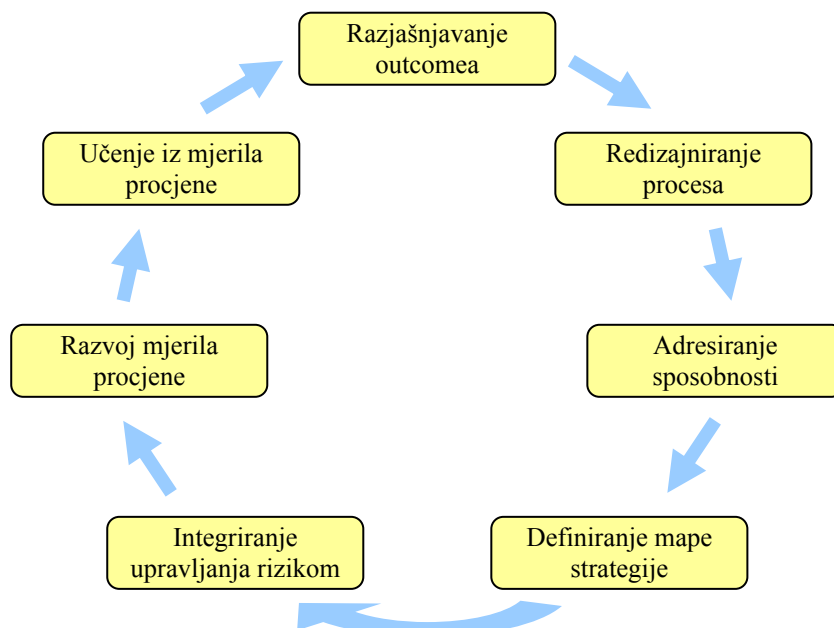 Razjašnjavanje
outcomea
Redizajniranje
procesa
Adresiranje
sposobnosti
Definiranje mape
strategije
Integriranje
upravljanja rizikom
Razvoj mjerila
procjene
Učenje iz mjerila
procjene